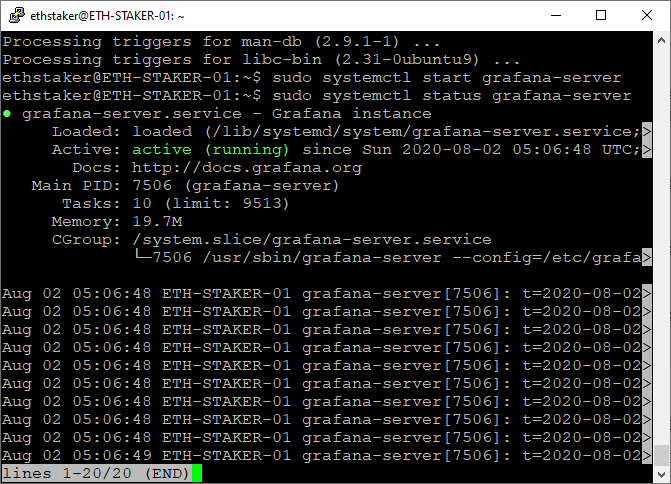 ethstaker@ETH-STAKER-01: ~
Processing triggers for man-db (2.9.1-1) ...
Processing triggers for libc-bin (2.31-0ubuntu9) ...
ethstaker@ETH-STAKER-01:~$ sudo systemctl start grafana-server
ethstaker@ETH-STAKER-01:~$ sudo systemctl status grafana-server
● grafana-server.service - Grafana instance
     Loaded: loaded (/lib/systemd/system/grafana-server.service;>
     Active: active (running) since Sun 2020-08-02 05:06:48 UTC;>
       Docs: http://docs.grafana.org
   Main PID: 7506 (grafana-server)
      Tasks: 10 (limit: 9513)
     Memory: 19.7M
     CGroup: /system.slice/grafana-server.service
             └─7506 /usr/sbin/grafana-server --config=/etc/grafa>
Aug 02 05:06:48 ETH-STAKER-01 grafana-server[7506]: t=2020-08-02>
Aug 02 05:06:48 ETH-STAKER-01 grafana-server[7506]: t=2020-08-02>
Aug 02 05:06:48 ETH-STAKER-01 grafana-server[7506]: t=2020-08-02>
Aug 02 05:06:48 ETH-STAKER-01 grafana-server[7506]: t=2020-08-02>
Aug 02 05:06:48 ETH-STAKER-01 grafana-server[7506]: t=2020-08-02>
Aug 02 05:06:48 ETH-STAKER-01 grafana-server[7506]: t=2020-08-02>
Aug 02 05:06:48 ETH-STAKER-01 grafana-server[7506]: t=2020-08-02>
Aug 02 05:06:48 ETH-STAKER-01 grafana-server[7506]: t=2020-08-02>
Aug 02 05:06:48 ETH-STAKER-01 grafana-server[7506]: t=2020-08-02>
Aug 02 05:06:49 ETH-STAKER-01 grafana-server[7506]: t=2020-08-02>
lines 1-20/20 (END)